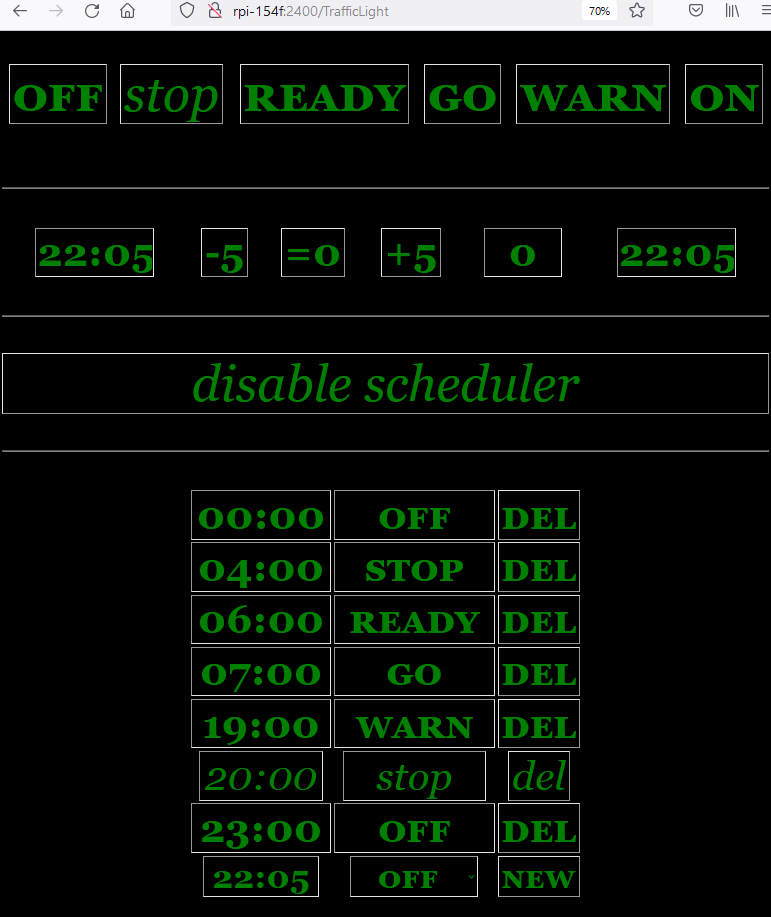 rpi-154f:2400/TrafficLight 70%
OFF stop READY GO WARN ON
22:05 -5 =0 +5 0 22:05
disable scheduler
00:00 OFF DEL
04:00 STOP DEL
06:00 READY DEL
07:00 GO DEL
19:00 WARN DEL
20:00 stop del
23:00 OFF DEL
22:05 OFF NEW